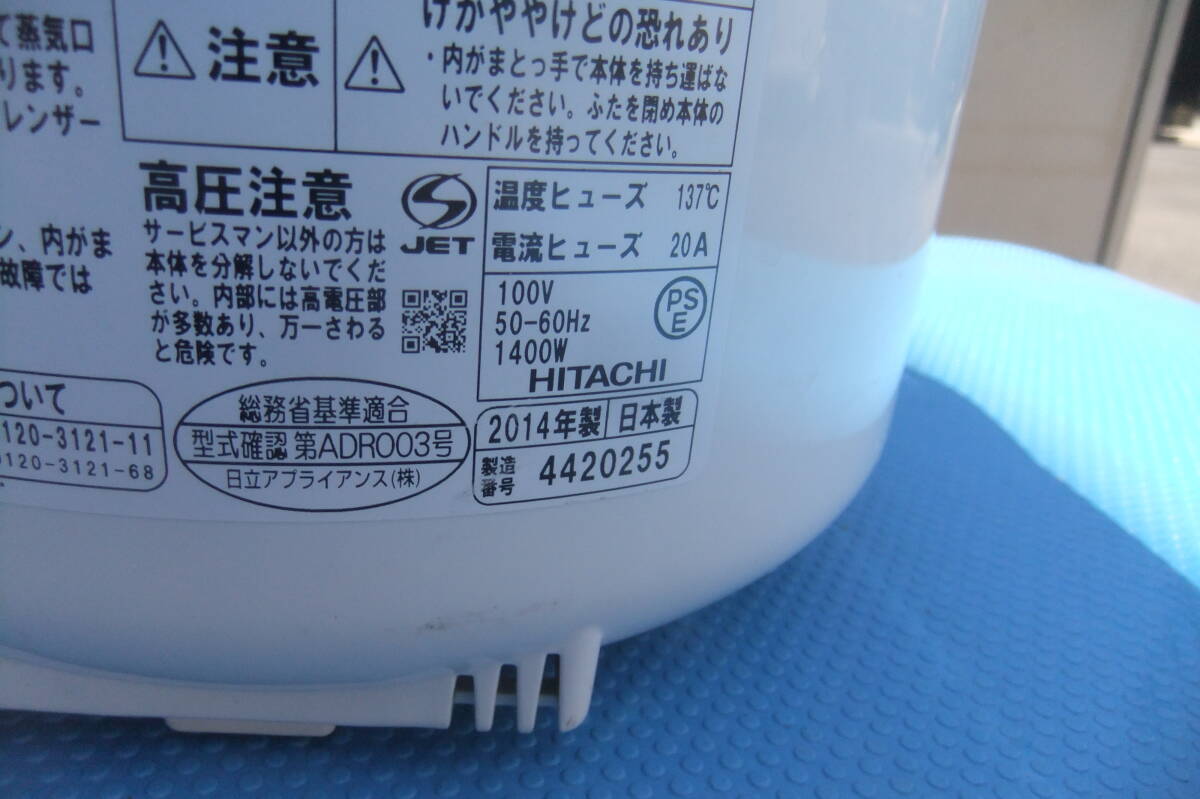 て蒸気口
ります。
レンザー
注意
けがややけどの恐れあり
・内がまとっ手で本体を持ち運ばな
いでください。ふたを閉め本体の
ハンドルを持ってください。
ン、内がま
故障では
高圧注意
サービスマン以外の方は
本体を分解しないでくだ
さい。内部には高電圧部
が多数あり、万一さわる
と危険です。
S
JET
温度ヒューズ 137℃
電流ヒューズ 20A
100V
50-60Hz
1400W
PS
E
HITACHI
ついて
120-3121-11
0120-3121-68
総務省基準適合
型式確認 第ADR003号
日立アプライアンス(株)
2014年製 日本製
製造
番号 4420255